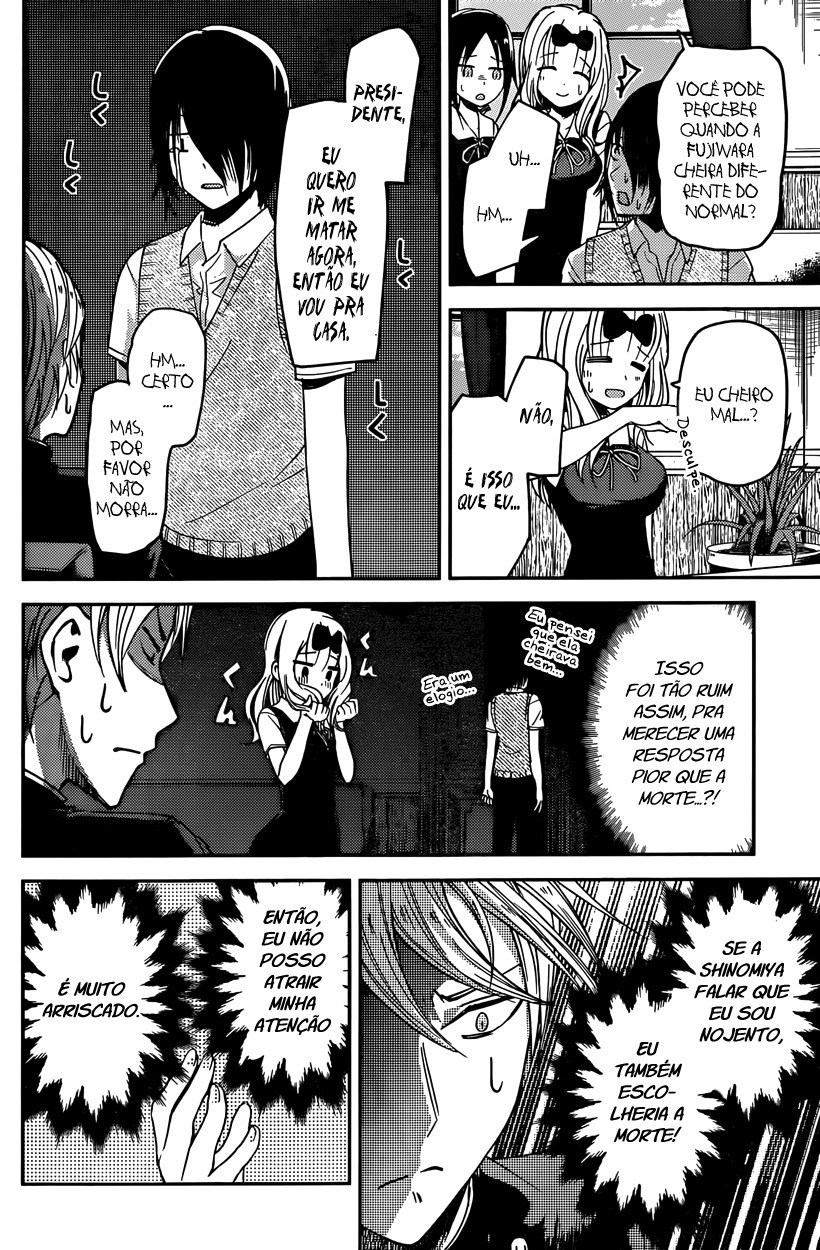 VOCÊ PODE
PERCEBER
QUANDO A
FUJIWARA
CHEIRA DIFE-
RENTE DO
NORMAL?
UH...
HM...
EU CHEIRO
MAL...?
Desculpe.
NÃO,
É ISSO
QUE EU...
PRESI-
DENTE,
EU
QUERO
IR ME
MATAR
AGORA,
ENTÃO EU
VOU PRA
CASA.
HM...
CERTO
...
MAS,
POR
FAVOR
NÃO
MORRA...
ISSO
FOI TÃO RUIM
ASSIM, PRA
MERECER UMA
RESPOSTA
PIOR QUE A
MORTE...?!
Eu pensei
que ela
cheirava
bem...
Era um
elogio...
SE A
SHINOMIYA
FALAR QUE
EU SOU
NOJENTO,
EU
TAMBÉM
ESCO-
LHERIA A
MORTE!
ENTÃO,
EU NÃO
POSSO
ATRAIR
MINHA
ATENÇÃO
É MUITO
ARRISCADO.